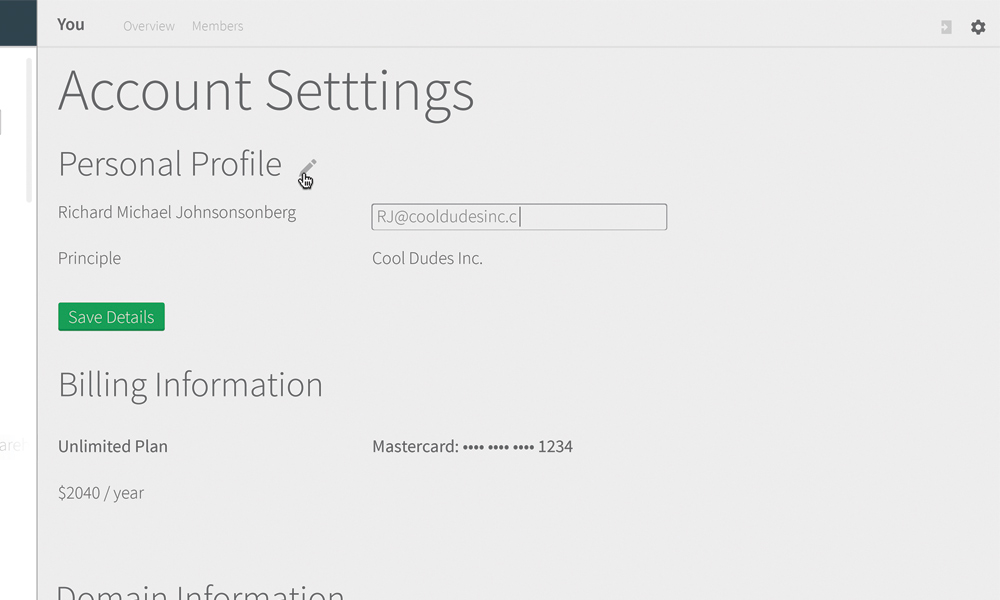 You Overview Members
Account Setttings
Personal Profile
Richard Michael Johnsonsonberg RJ@cooldudesinc.c
Principle Cool Dudes Inc.
Save Details
Billing Information
Unlimited Plan Mastercard: •••• •••• •••• 1234
$2040 / year
Domain Information